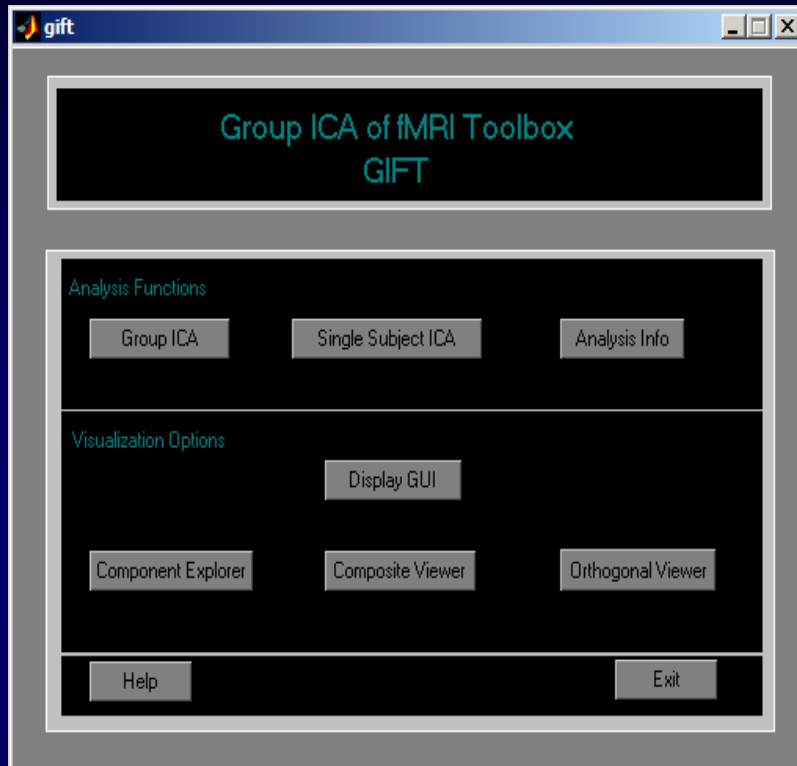 gift
Group ICA of fMRI Toolbox
GIFT
Analysis Functions
Group ICA Single Subject ICA Analysis Info
Visualization Options
Display GUI
Component Explorer Composite Viewer Orthogonal Viewer
Help Exit